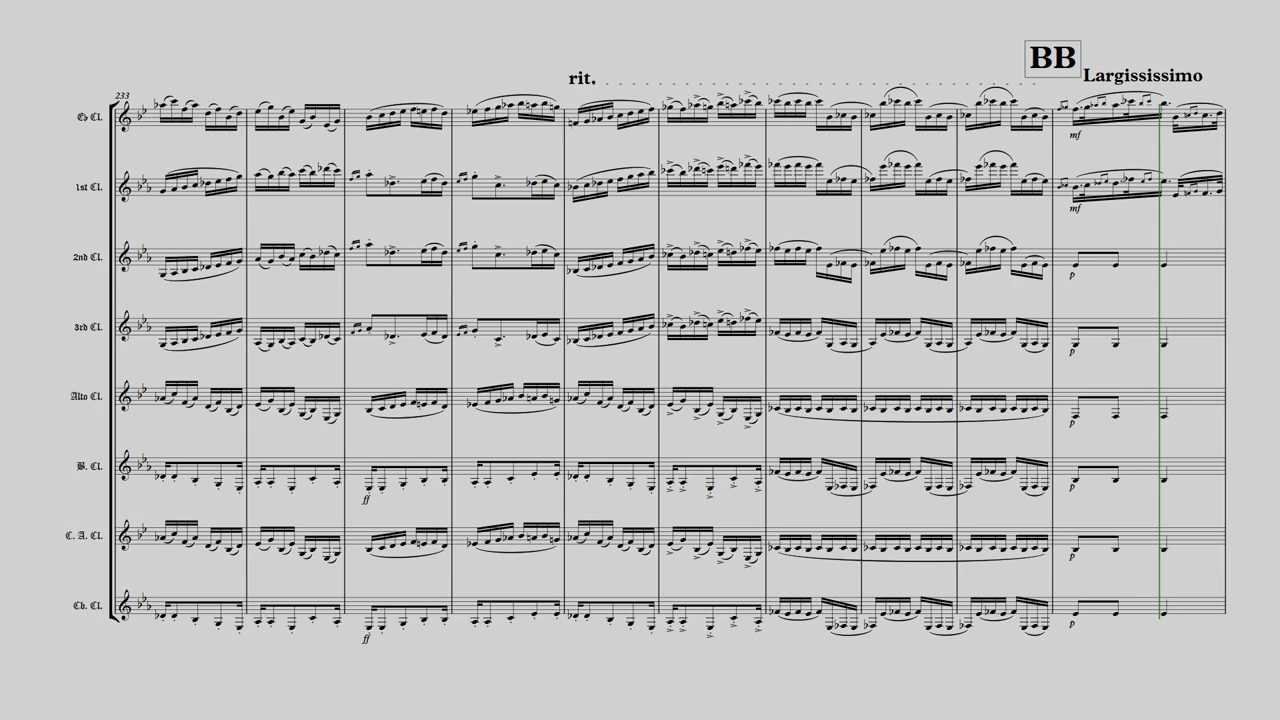 BB
rit.
Largississimo
233
E♭ Cl.
mf
1st Cl.
mf
2nd Cl.
p
3rd Cl.
p
Alto Cl.
p
B. Cl.
ff
p
C. A. Cl.
p
Cb. Cl.
ff
p